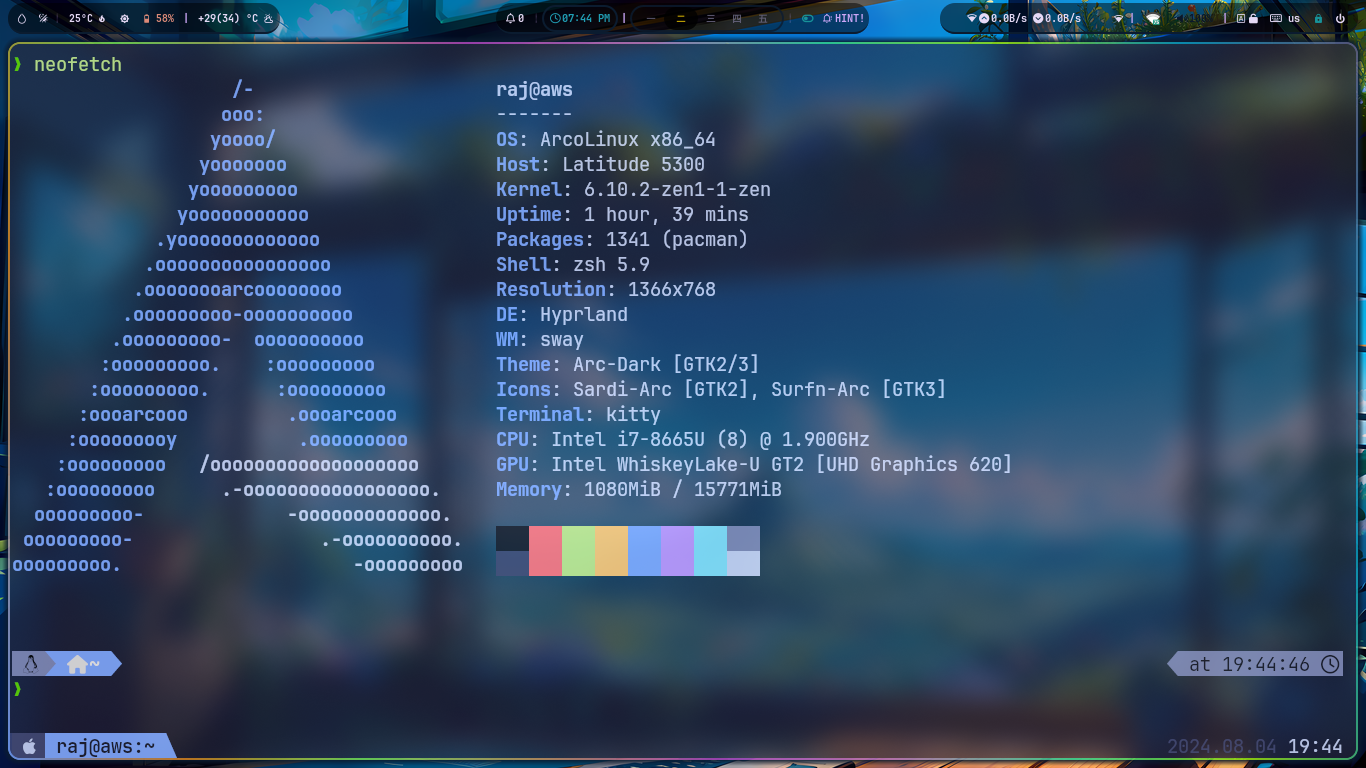 25°C 58% +29(34) °C 0 07:44 PM 一 二 三 四 五 HINT! 0.0B/s 0.0B/s A us
❱ neofetch
/-
ooo:
yoooo/
yooooooo
yooooooooo
yooooooooooo
.yooooooooooooo
.oooooooooooooooo
.oooooooarcoooooooo
.ooooooooo-oooooooooo
.ooooooooo-  oooooooooo
:ooooooooo.    :ooooooooo
:ooooooooo.      :ooooooooo
:oooarcooo         .oooarcooo
:ooooooooy           .ooooooooo
:ooooooooo   /ooooooooooooooooooo
:ooooooooo      .-ooooooooooooooooo.
ooooooooo-             -ooooooooooooo.
ooooooooo-                 .-oooooooooo.
ooooooooo.                     -ooooooooo
raj@aws
-------
OS: ArcoLinux x86_64
Host: Latitude 5300
Kernel: 6.10.2-zen1-1-zen
Uptime: 1 hour, 39 mins
Packages: 1341 (pacman)
Shell: zsh 5.9
Resolution: 1366x768
DE: Hyprland
WM: sway
Theme: Arc-Dark [GTK2/3]
Icons: Sardi-Arc [GTK2], Surfn-Arc [GTK3]
Terminal: kitty
CPU: Intel i7-8665U (8) @ 1.900GHz
GPU: Intel WhiskeyLake-U GT2 [UHD Graphics 620]
Memory: 1080MiB / 15771MiB
~ at 19:44:46
❱
raj@aws:~ 2024.08.04 19:44